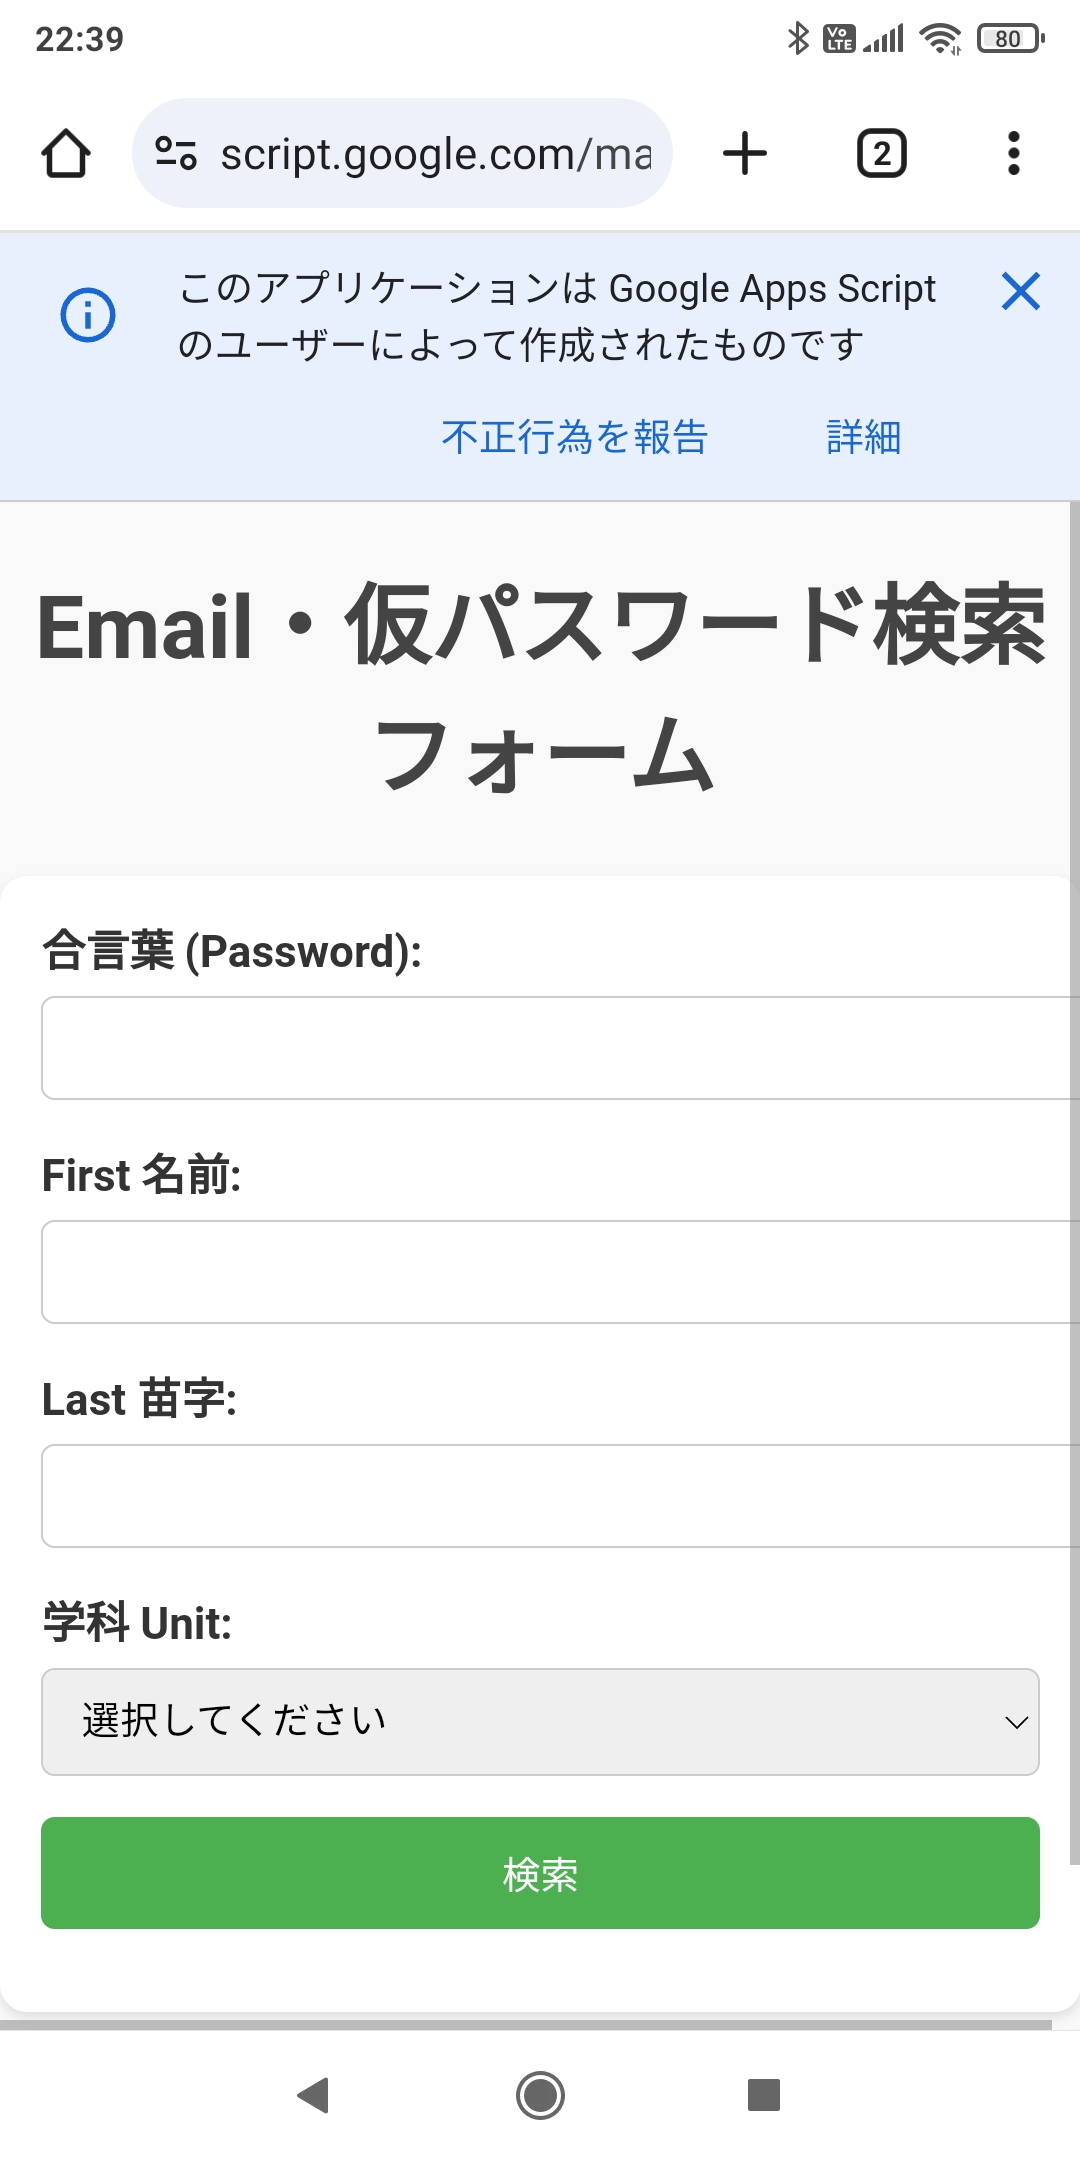 22:39
Vo LTE
80
script.google.com/ma
2
このアプリケーションは Google Apps Script
のユーザーによって作成されたものです
不正行為を報告 詳細
Email・仮パスワード検索
フォーム
合言葉 (Password):
First 名前:
Last 苗字:
学科 Unit:
選択してください
検索